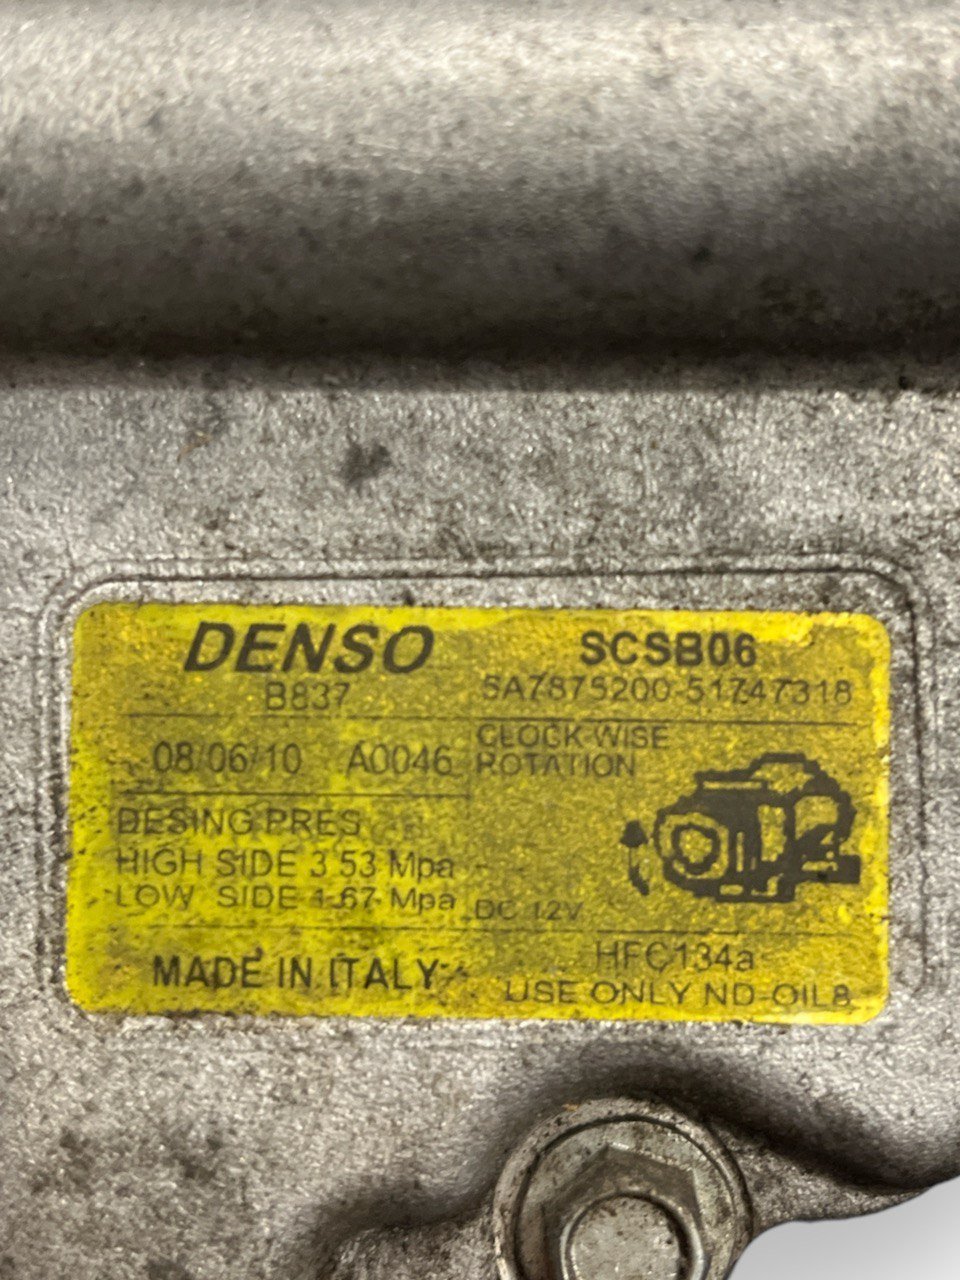 DENSO
SCSB06
B837
5A7875200-51747318
08/06/10 A0046
CLOCK WISE
ROTATION
DESING PRES
HIGH SIDE 3.53 Mpa
LOW SIDE 1.67 Mpa
DC 12V
MADE IN ITALY
HFC134a
USE ONLY ND-OIL8